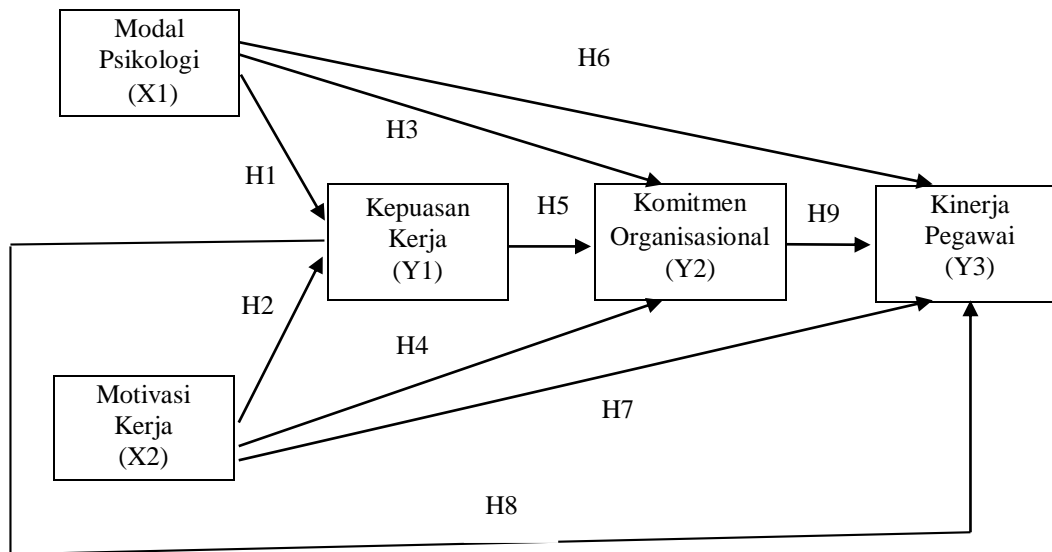 Modal
Psikologi
(X1)
H6
H3
H1
Kepuasan
Kerja
(Y1)
H5
Komitmen
Organisasional
(Y2)
H9
Kinerja
Pegawai
(Y3)
H2
H4
Motivasi
Kerja
(X2)
H7
H8